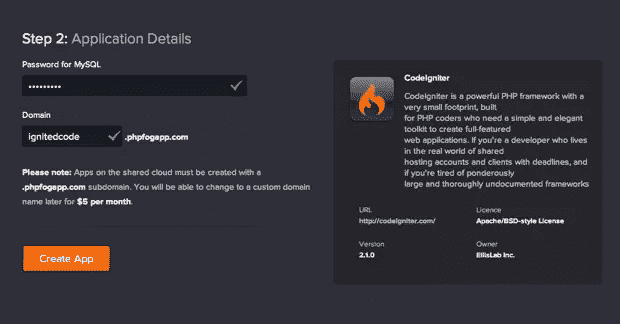 Step 2: Application Details
Password for MySQL
•••••••••
Domain
ignitedcode .phpfogapp.com
Please note: Apps on the shared cloud must be created with a
.phpfogapp.com subdomain. You will be able to change to a custom domain
name later for $5 per month.
Create App
CodeIgniter
CodeIgniter is a powerful PHP framework with a
very small footprint, built
for PHP coders who need a simple and elegant
toolkit to create full-featured
web applications. If you're a developer who lives
in the real world of shared
hosting accounts and clients with deadlines, and
if you're tired of ponderously
large and thoroughly undocumented frameworks
URL
http://codeigniter.com/
Licence
Apache/BSD-style License
Version
2.1.0
Owner
EllisLab Inc.